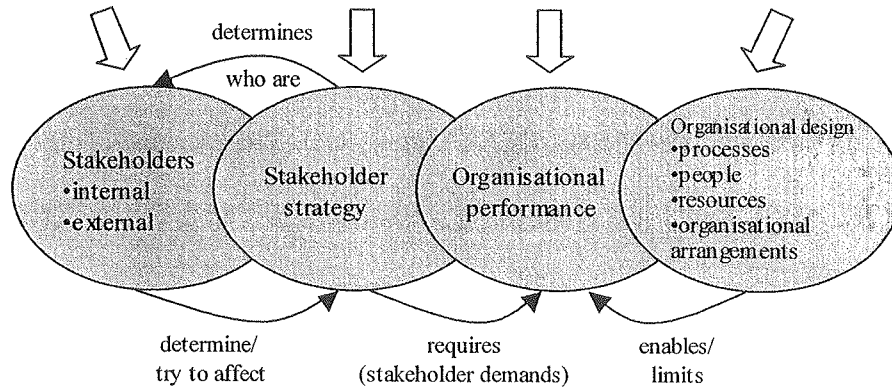 determines
who are
Stakeholders
•internal
•external
Stakeholder
strategy
Organisational
performance
Organisational design
•processes
•people
•resources
•organisational
arrangements
determine/
try to affect
requires
(stakeholder demands)
enables/
limits